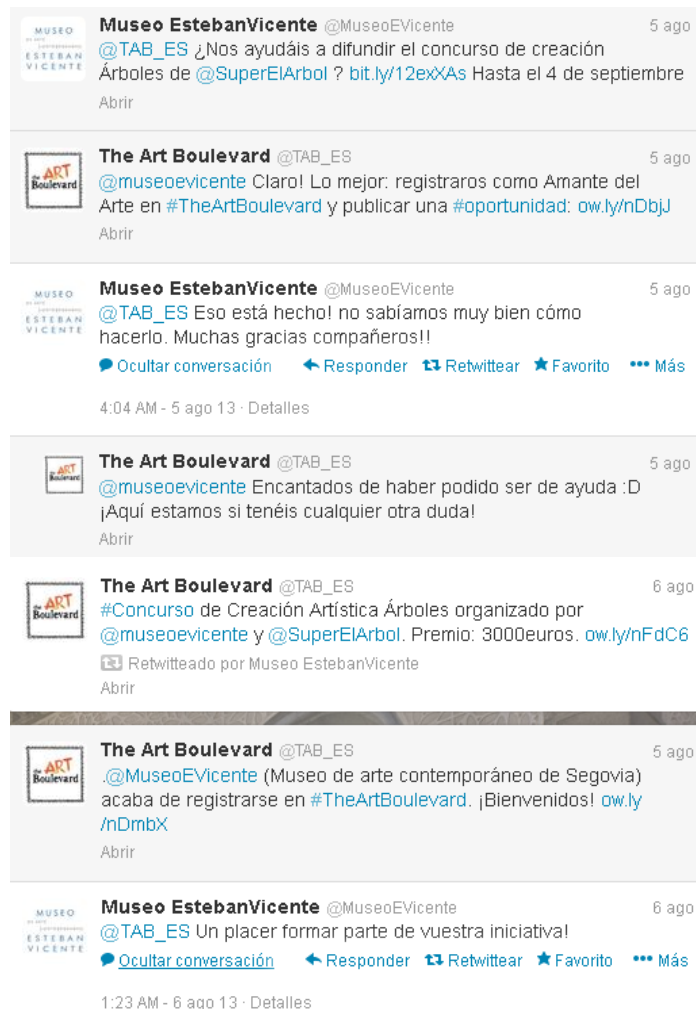 MUSEO
ESTEBAN
VICENTE
Museo EstebanVicente @MuseoEVicente 5 ago
@TAB_ES ¿Nos ayudáis a difundir el concurso de creación
Árboles de @SuperElArbol ? bit.ly/12exXAs Hasta el 4 de septiembre
Abrir
the ART
Boulevard
The Art Boulevard @TAB_ES 5 ago
@museoevicente Claro! Lo mejor: registraros como Amante del
Arte en #TheArtBoulevard y publicar una #oportunidad: ow.ly/nDbjJ
Abrir
MUSEO
ESTEBAN
VICENTE
Museo EstebanVicente @MuseoEVicente 5 ago
@TAB_ES Eso está hecho! no sabíamos muy bien cómo
hacerlo. Muchas gracias compañeros!!
Ocultar conversación Responder Retwittear Favorito ••• Más
4:04 AM - 5 ago 13 · Detalles
the ART
Boulevard
The Art Boulevard @TAB_ES 5 ago
@museoevicente Encantados de haber podido ser de ayuda :D
¡Aquí estamos si tenéis cualquier otra duda!
Abrir
the ART
Boulevard
The Art Boulevard @TAB_ES 6 ago
#Concurso de Creación Artística Árboles organizado por
@museoevicente y @SuperElArbol. Premio: 3000euros. ow.ly/nFdC6
Retwitteado por Museo EstebanVicente
Abrir
the ART
Boulevard
The Art Boulevard @TAB_ES 5 ago
.@MuseoEVicente (Museo de arte contemporáneo de Segovia)
acaba de registrarse en #TheArtBoulevard. ¡Bienvenidos! ow.ly
/nDmbX
Abrir
MUSEO
ESTEBAN
VICENTE
Museo EstebanVicente @MuseoEVicente 6 ago
@TAB_ES Un placer formar parte de vuestra iniciativa!
Ocultar conversación Responder Retwittear Favorito ••• Más
1:23 AM - 6 ago 13 · Detalles